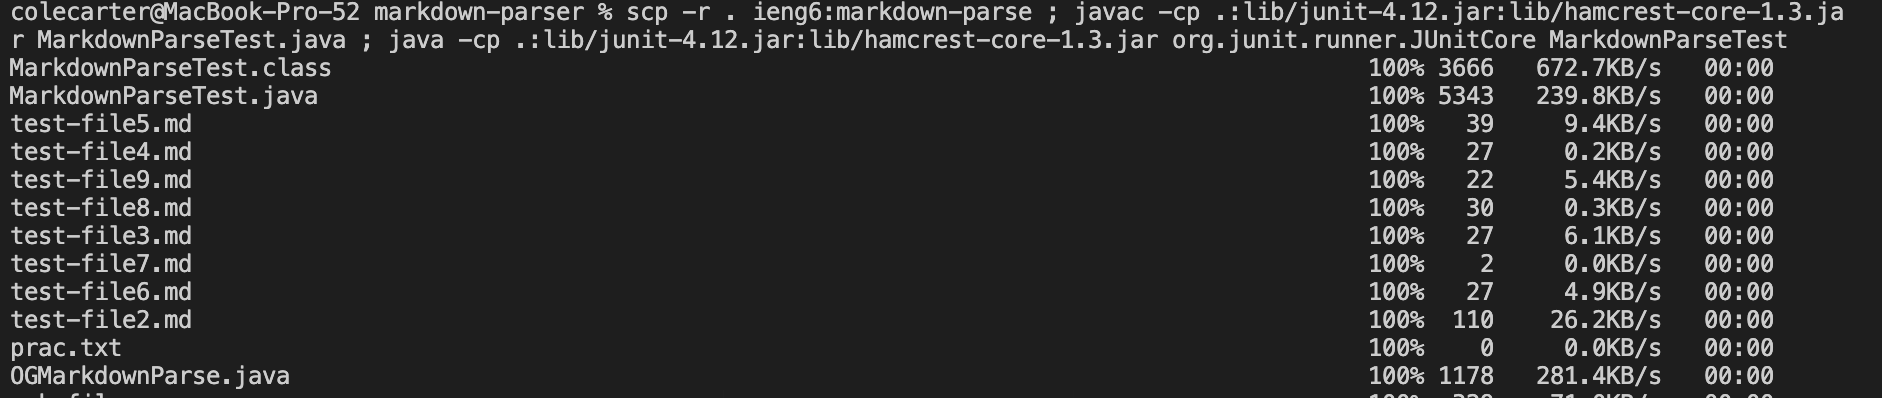 colecarter@MacBook-Pro-52 markdown-parser % scp -r . ieng6:markdown-parse ; javac -cp .:lib/junit-4.12.jar:lib/hamcrest-core-1.3.ja
r MarkdownParseTest.java ; java -cp .:lib/junit-4.12.jar:lib/hamcrest-core-1.3.jar org.junit.runner.JUnitCore MarkdownParseTest
MarkdownParseTest.class 100% 3666 672.7KB/s 00:00
MarkdownParseTest.java 100% 5343 239.8KB/s 00:00
test-file5.md 100% 39 9.4KB/s 00:00
test-file4.md 100% 27 0.2KB/s 00:00
test-file9.md 100% 22 5.4KB/s 00:00
test-file8.md 100% 30 0.3KB/s 00:00
test-file3.md 100% 27 6.1KB/s 00:00
test-file7.md 100% 2 0.0KB/s 00:00
test-file6.md 100% 27 4.9KB/s 00:00
test-file2.md 100% 110 26.2KB/s 00:00
prac.txt 100% 0 0.0KB/s 00:00
OGMarkdownParse.java 100% 1178 281.4KB/s 00:00